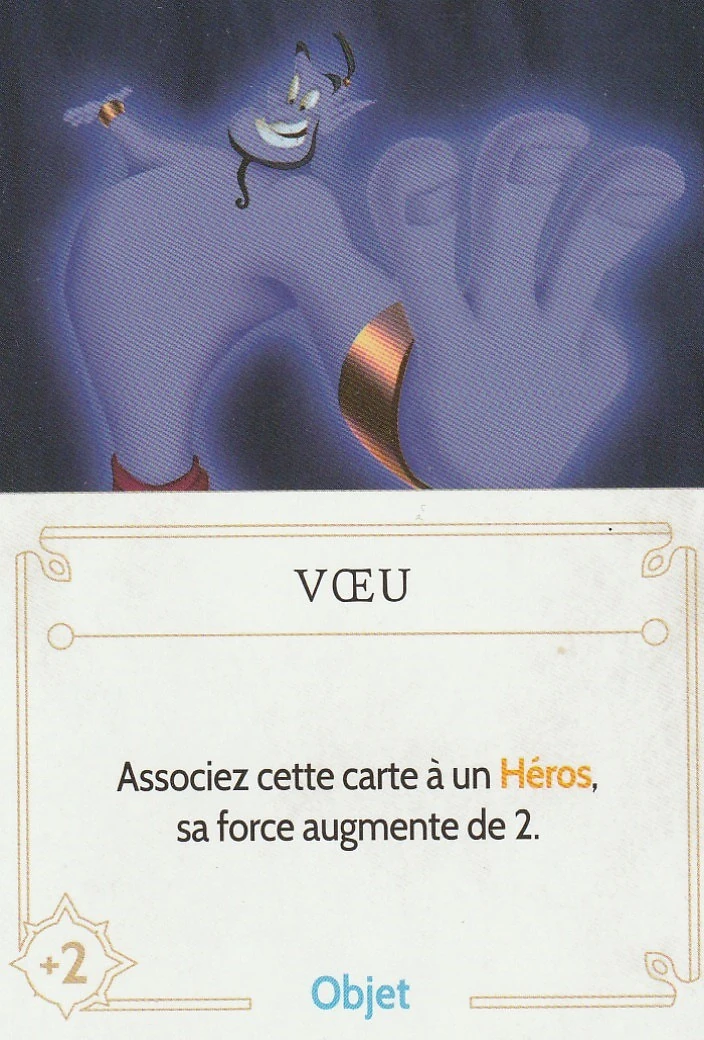 VŒU
Associez cette carte à un Héros,
sa force augmente de 2.
+2
Objet